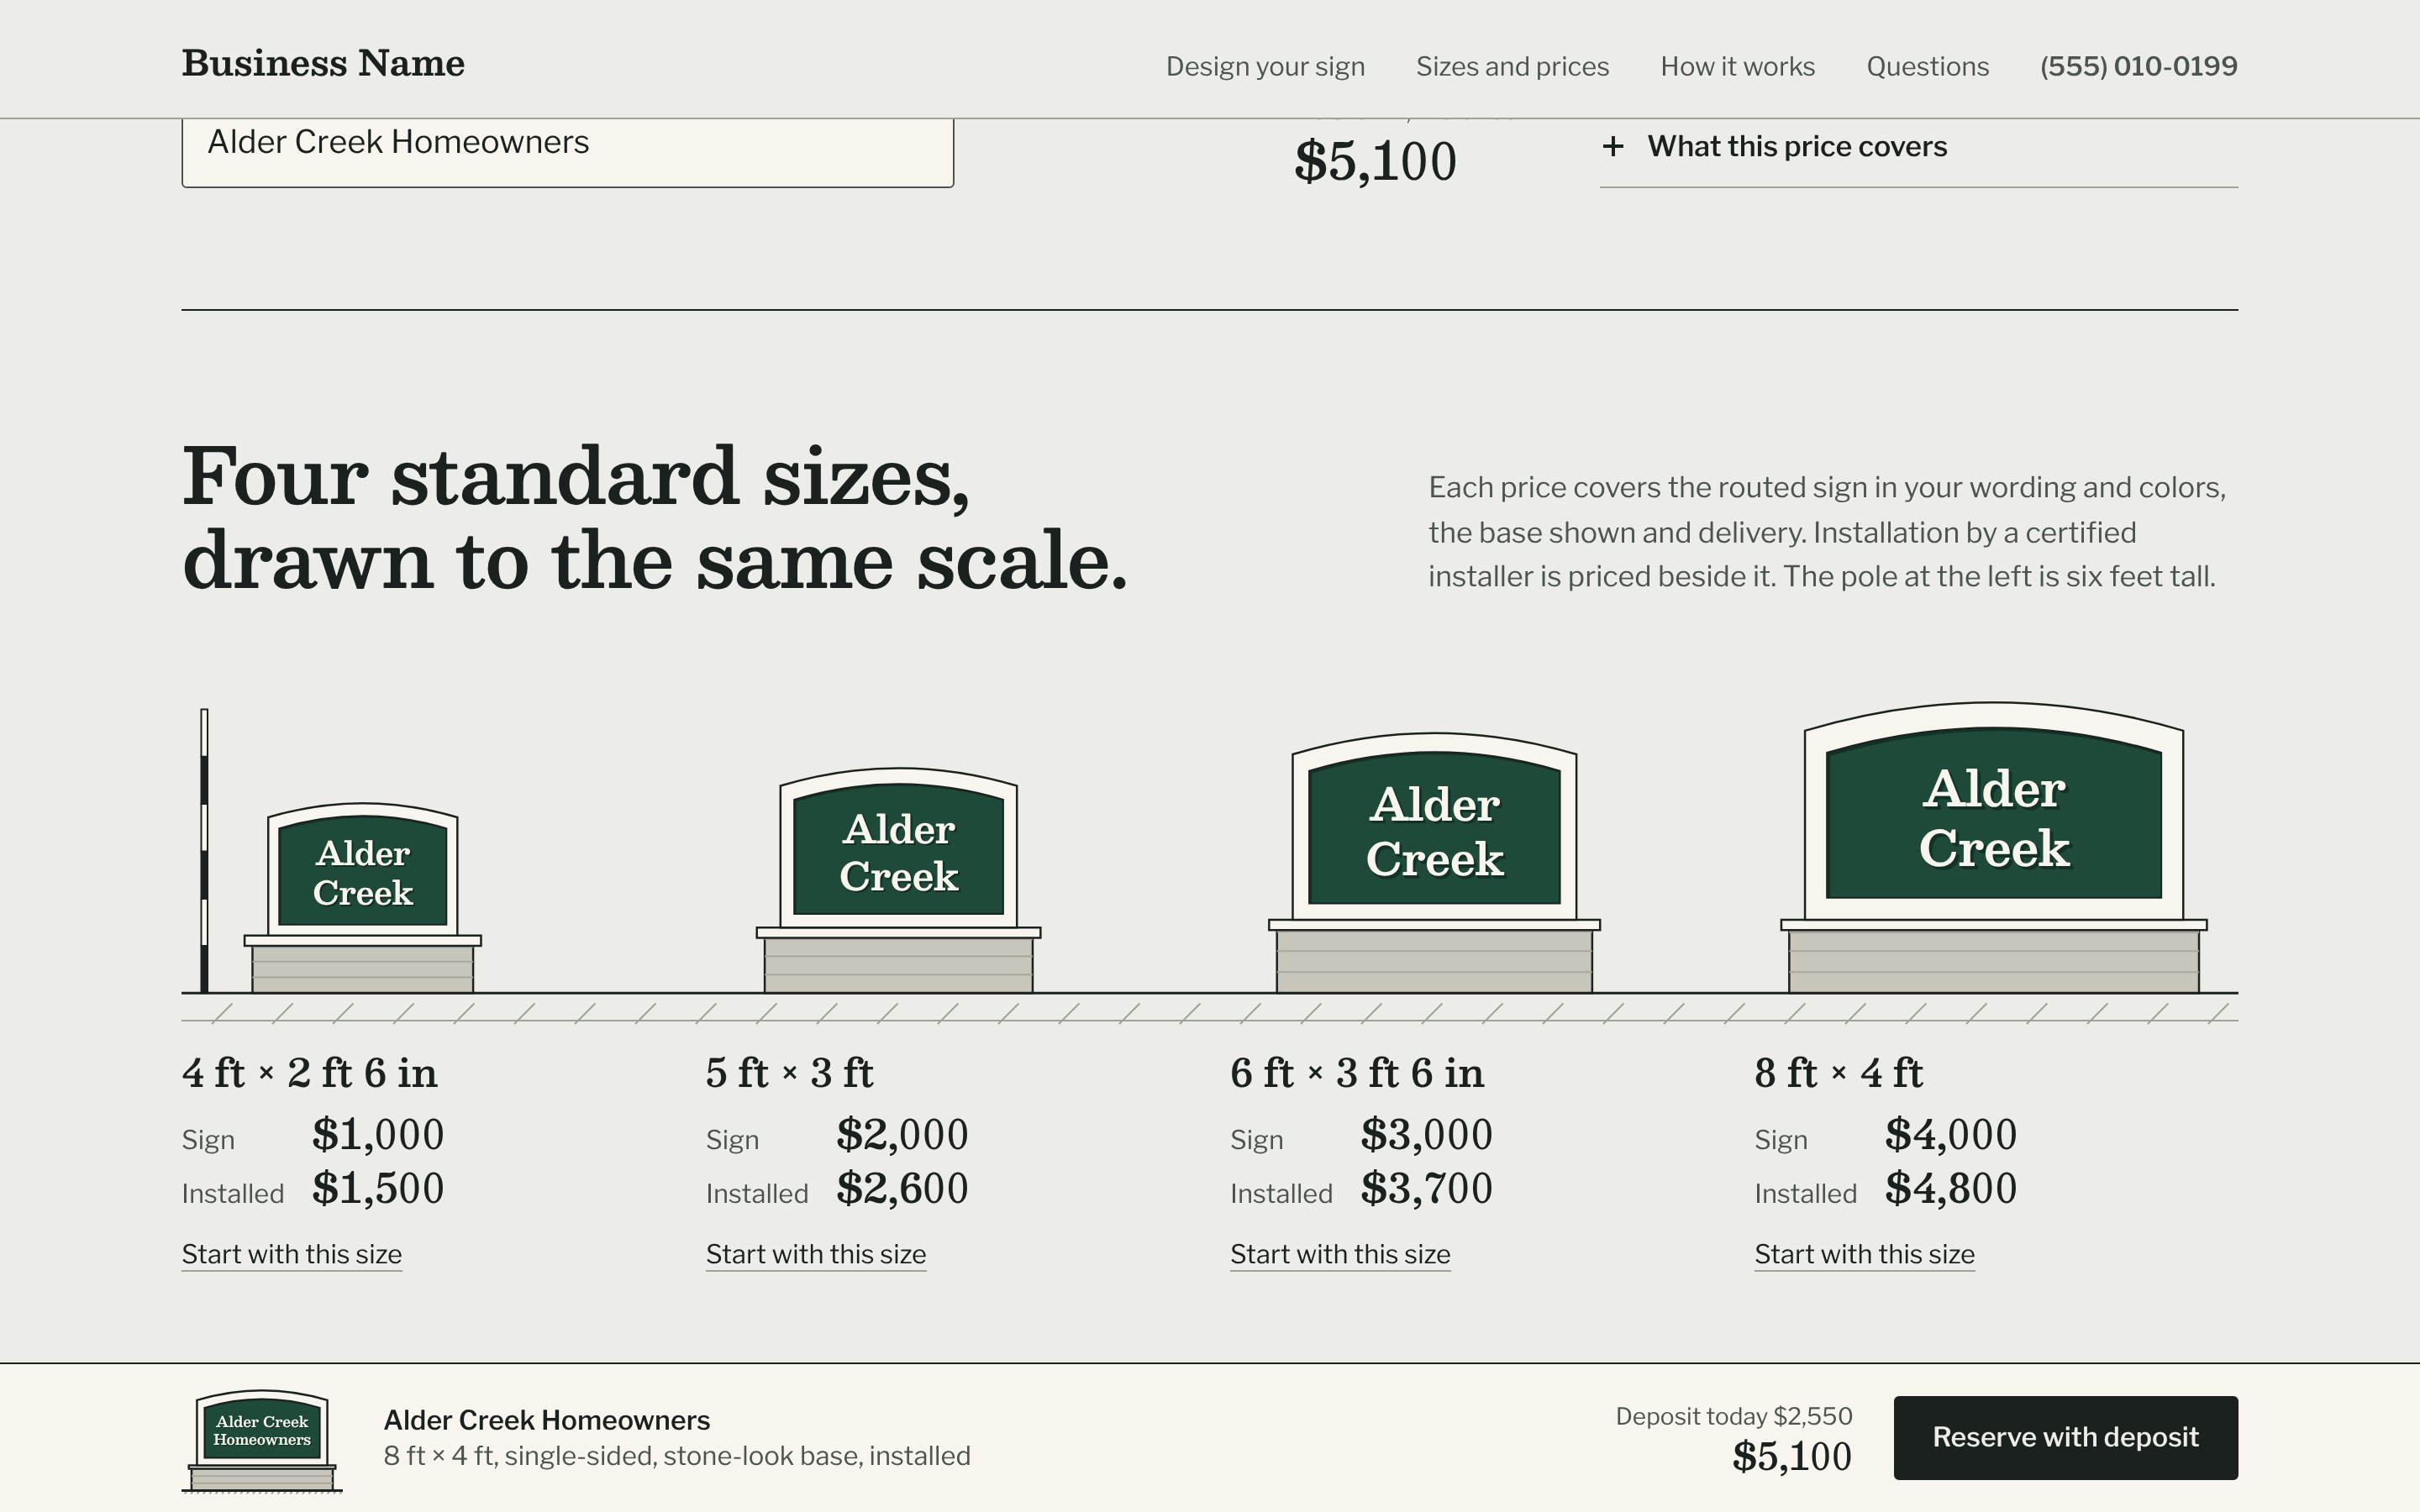 Business Name
Design your sign
Sizes and prices
How it works
Questions
(555) 010-0199
Alder Creek Homeowners
$5,100
+ What this price covers
Four standard sizes,
drawn to the same scale.
Each price covers the routed sign in your wording and colors,
the base shown and delivery. Installation by a certified
installer is priced beside it. The pole at the left is six feet tall.
Alder
Creek
Alder
Creek
Alder
Creek
Alder
Creek
4 ft × 2 ft 6 in
Sign $1,000
Installed $1,500
Start with this size
5 ft × 3 ft
Sign $2,000
Installed $2,600
Start with this size
6 ft × 3 ft 6 in
Sign $3,000
Installed $3,700
Start with this size
8 ft × 4 ft
Sign $4,000
Installed $4,800
Start with this size
Alder Creek
Homeowners
Alder Creek Homeowners
8 ft × 4 ft, single-sided, stone-look base, installed
Deposit today $2,550
$5,100
Reserve with deposit